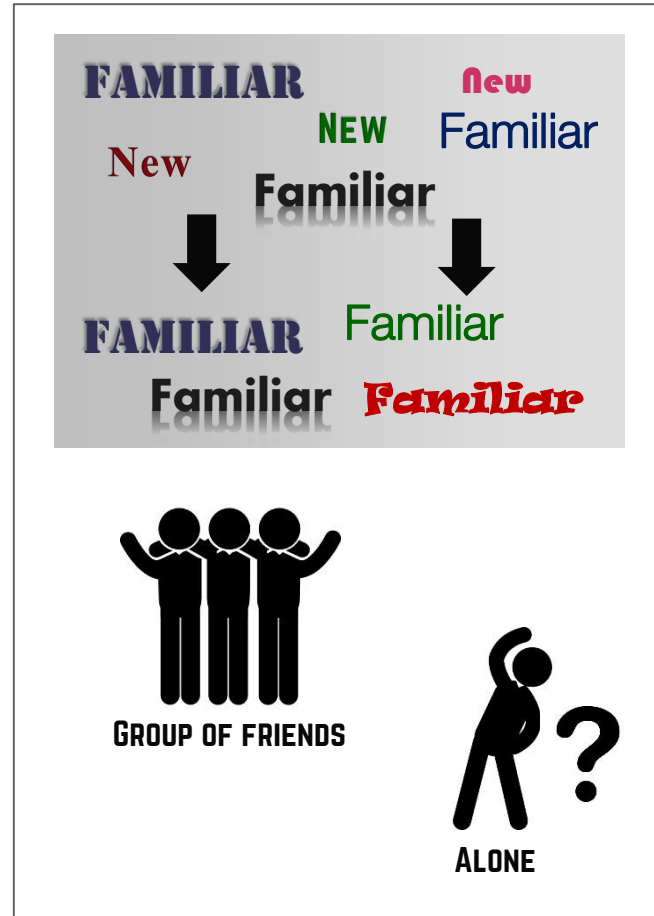 FAMILIAR
New
NEW
Familiar
New
Familiar
FAMILIAR
Familiar
Familiar
Familiar
GROUP OF FRIENDS
?
ALONE